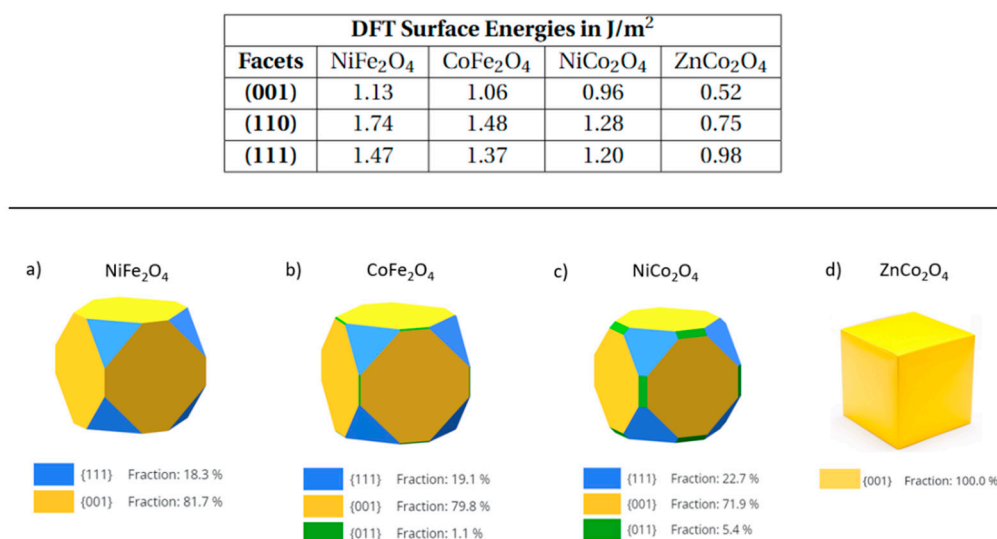 DFT Surface Energies in J/m²
Facets NiFe₂O₄ CoFe₂O₄ NiCo₂O₄ ZnCo₂O₄
(001) 1.13 1.06 0.96 0.52
(110) 1.74 1.48 1.28 0.75
(111) 1.47 1.37 1.20 0.98
a) NiFe₂O₄ b) CoFe₂O₄ c) NiCo₂O₄ d) ZnCo₂O₄
{111} Fraction: 18.3 %
{001} Fraction: 81.7 %
{111} Fraction: 19.1 %
{001} Fraction: 79.8 %
{011} Fraction: 1.1 %
{111} Fraction: 22.7 %
{001} Fraction: 71.9 %
{011} Fraction: 5.4 %
{001} Fraction: 100.0 %